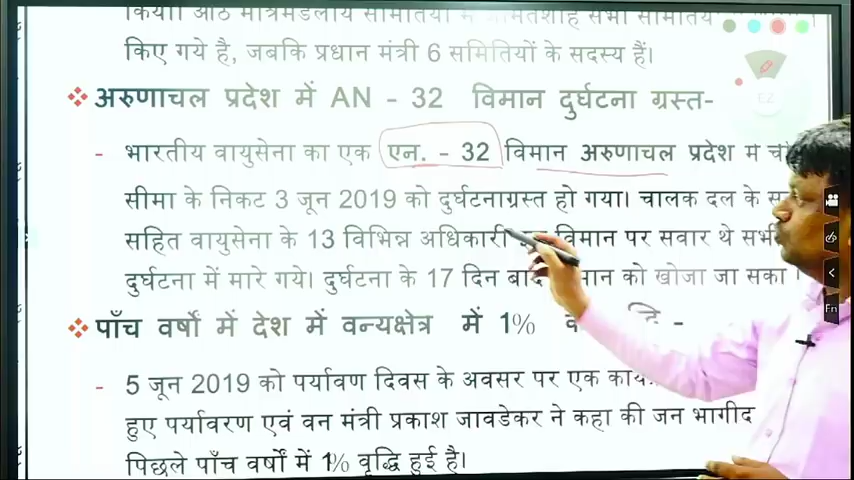 किए गये है, जबकि प्रधान मंत्री 6 समितियों के सदस्य हैं।
अरुणाचल प्रदेश में AN - 32 विमान दुर्घटना ग्रस्त-
- भारतीय वायुसेना का एक एन. - 32 विमान अरुणाचल प्रदेश में
सीमा के निकट 3 जून 2019 को दुर्घटनाग्रस्त हो गया। चालक दल के
सहित वायुसेना के 13 विभिन्न अधिकारी विमान पर सवार थे
दुर्घटना में मारे गये। दुर्घटना के 17 दिन बाद को खोजा जा सका।
पाँच वर्षो में देश में वन्यक्षेत्र में 1%
- 5 जून 2019 को पर्यावण दिवस के अवसर पर एक
हुए पर्यावरण एवं वन मंत्री प्रकाश जावडेकर ने कहा की जन
पिछले पाँच वर्षों में 1% वृद्धि हुई है।
EZ
Fn